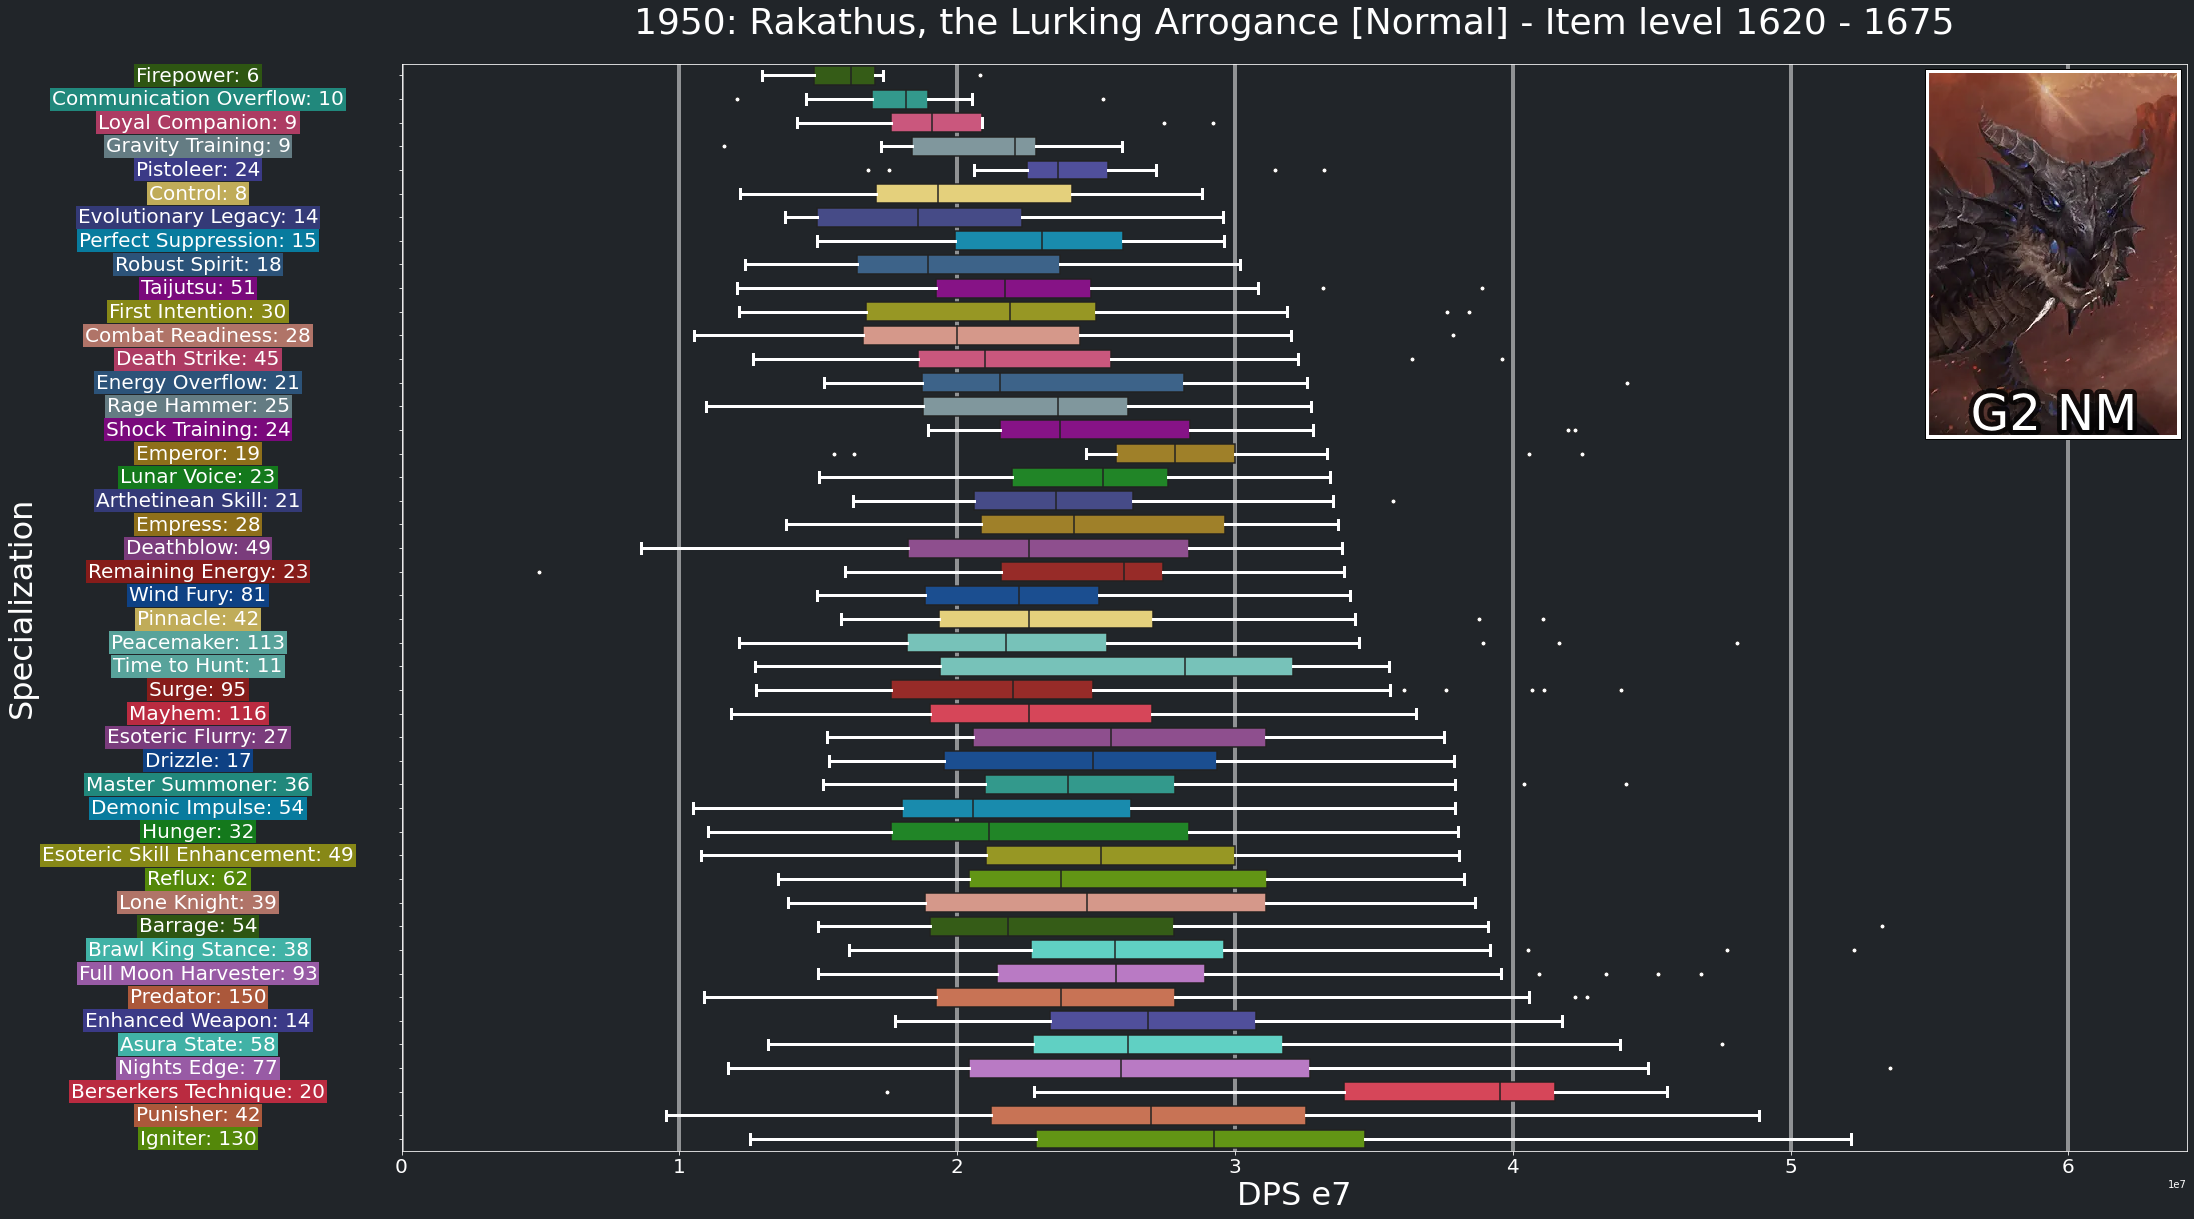 1950: Rakathus, the Lurking Arrogance [Normal] - Item level 1620 - 1675
Firepower: 6
Communication Overflow: 10
Loyal Companion: 9
Gravity Training: 9
Pistoleer: 24
Control: 8
Evolutionary Legacy: 14
Perfect Suppression: 15
Robust Spirit: 18
Taijutsu: 51
First Intention: 30
Combat Readiness: 28
Death Strike: 45
Energy Overflow: 21
Rage Hammer: 25
Shock Training: 24
Emperor: 19
Lunar Voice: 23
Arthetinean Skill: 21
Empress: 28
Deathblow: 49
Remaining Energy: 23
Wind Fury: 81
Pinnacle: 42
Peacemaker: 113
Time to Hunt: 11
Surge: 95
Mayhem: 116
Esoteric Flurry: 27
Drizzle: 17
Master Summoner: 36
Demonic Impulse: 54
Hunger: 32
Esoteric Skill Enhancement: 49
Reflux: 62
Lone Knight: 39
Barrage: 54
Brawl King Stance: 38
Full Moon Harvester: 93
Predator: 150
Enhanced Weapon: 14
Asura State: 58
Nights Edge: 77
Berserkers Technique: 20
Punisher: 42
Igniter: 130
Specialization
G2 NM
0 1 2 3 4 5 6
DPS e7
1e7